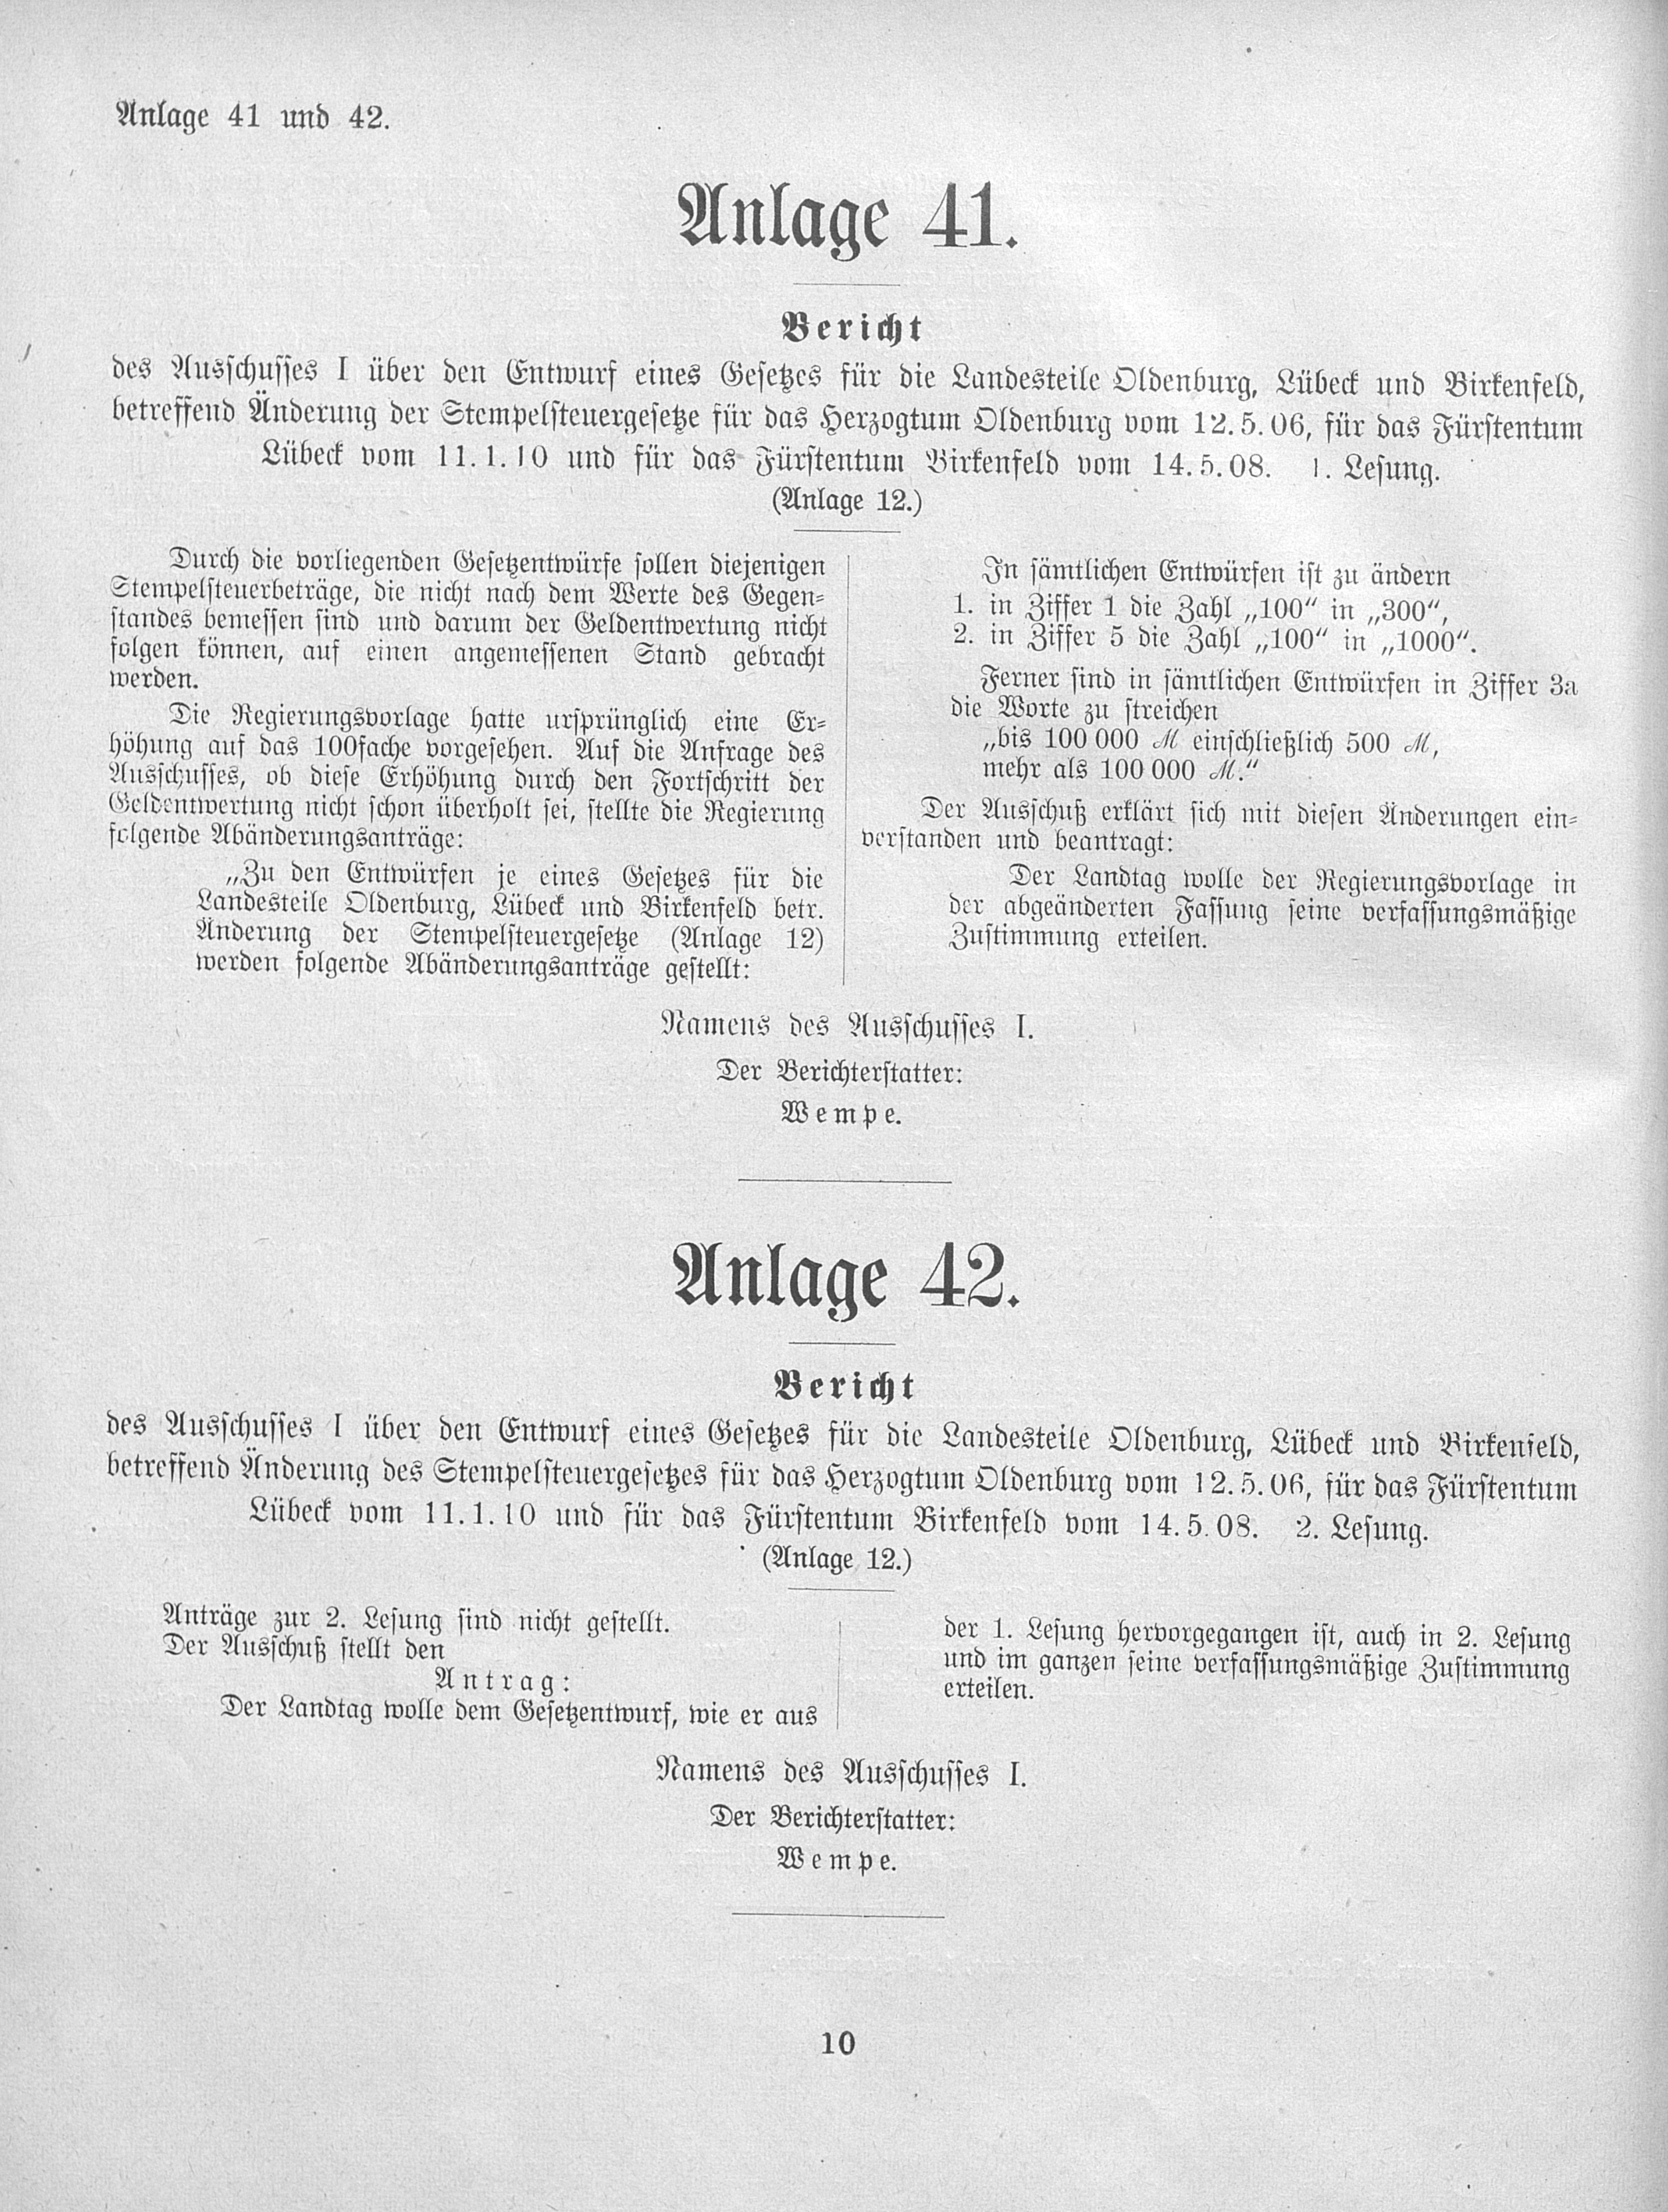 Anlage 41 und 42.
Anlage 41.
Bericht
des Ausschusses I über den Entwurf eines Gesetzes für die Landesteile Oldenburg, Lübeck und Birkenfeld,
betreffend Änderung der Stempelsteuergesetze für das Herzogtum Oldenburg vom 12. 5. 06, für das Fürstentum
Lübeck vom 11. 1. 10 und für das Fürstentum Birkenfeld vom 14. 5. 08. 1. Lesung.
(Anlage 12.)
Durch die vorliegenden Gesetzentwürfe sollen diejenigen
Stempelsteuerbeträge, die nicht nach dem Werte des Gegen-
standes bemessen sind und darum der Geldentwertung nicht
folgen können, auf einen angemessenen Stand gebracht
werden.
Die Regierungsvorlage hatte ursprünglich eine Er-
höhung auf das 100fache vorgesehen. Auf die Anfrage des
Ausschusses, ob diese Erhöhung durch den Fortschritt der
Geldentwertung nicht schon überholt sei, stellte die Regierung
folgende Abänderungsanträge:
„Zu den Entwürfen je eines Gesetzes für die
Landesteile Oldenburg, Lübeck und Birkenfeld betr.
Änderung der Stempelsteuergesetze (Anlage 12)
werden folgende Abänderungsanträge gestellt:
In sämtlichen Entwürfen ist zu ändern
1. in Ziffer 1 die Zahl „100“ in „300“,
2. in Ziffer 5 die Zahl „100“ in „1000“.
Ferner sind in sämtlichen Entwürfen in Ziffer 3a
die Worte zu streichen
„bis 100 000 ℳ einschließlich 500 ℳ,
mehr als 100 000 ℳ.“
Der Ausschuß erklärt sich mit diesen Änderungen ein-
verstanden und beantragt:
Der Landtag wolle der Regierungsvorlage in
der abgeänderten Fassung seine verfassungsmäßige
Zustimmung erteilen.
Namens des Ausschusses I.
Der Berichterstatter:
Wempe.
Anlage 42.
Bericht
des Ausschusses I über den Entwurf eines Gesetzes für die Landesteile Oldenburg, Lübeck und Birkenfeld,
betreffend Änderung des Stempelsteuergesetzes für das Herzogtum Oldenburg vom 12. 5. 06, für das Fürstentum
Lübeck vom 11. 1. 10 und für das Fürstentum Birkenfeld vom 14. 5. 08. 2. Lesung.
(Anlage 12.)
Anträge zur 2. Lesung sind nicht gestellt.
Der Ausschuß stellt den
Antrag:
Der Landtag wolle dem Gesetzentwurf, wie er aus
der 1. Lesung hervorgegangen ist, auch in 2. Lesung
und im ganzen seine verfassungsmäßige Zustimmung
erteilen.
Namens des Ausschusses I.
Der Berichterstatter:
Wempe.
10